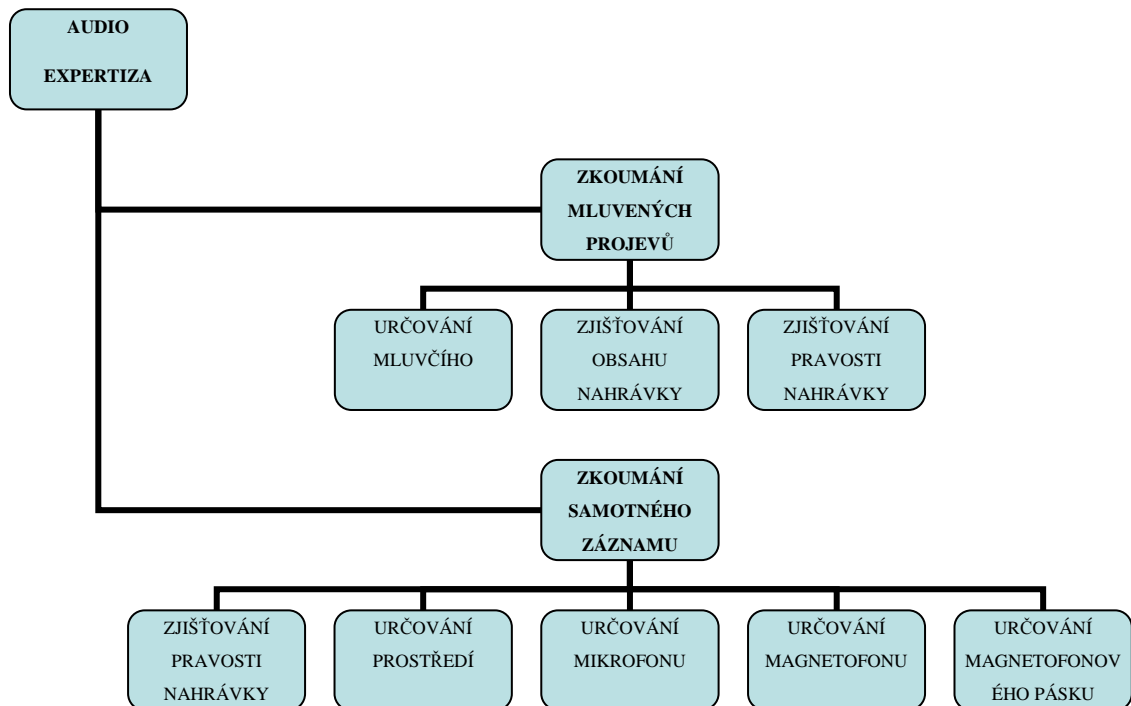 AUDIO
EXPERTIZA
ZKOUMÁNÍ
MLUVENÝCH
PROJEVŮ
URČOVÁNÍ
MLUVČÍHO
ZJIŠŤOVÁNÍ
OBSAHU
NAHRÁVKY
ZJIŠŤOVÁNÍ
PRAVOSTI
NAHRÁVKY
ZKOUMÁNÍ
SAMOTNÉHO
ZÁZNAMU
ZJIŠŤOVÁNÍ
PRAVOSTI
NAHRÁVKY
URČOVÁNÍ
PROSTŘEDÍ
URČOVÁNÍ
MIKROFONU
URČOVÁNÍ
MAGNETOFONU
URČOVÁNÍ
MAGNETOFONOV
ÉHO PÁSKU